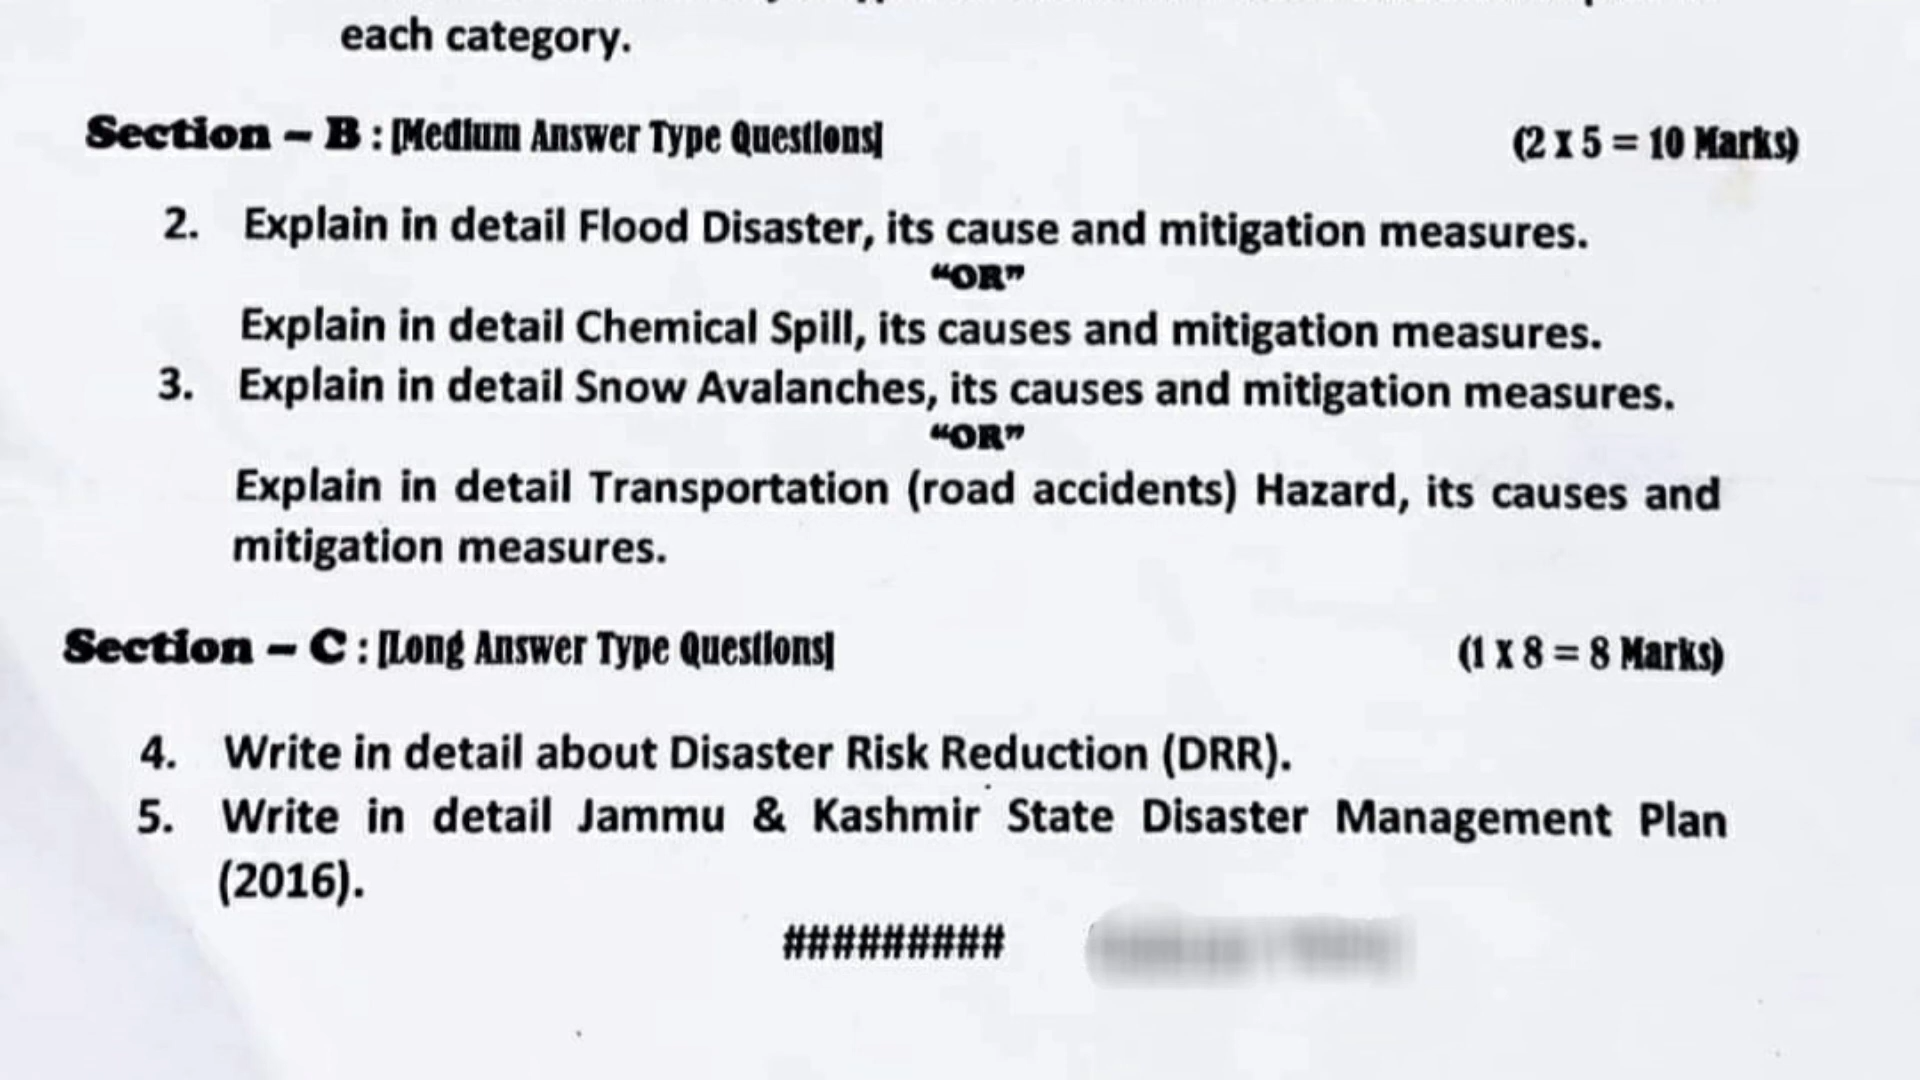 each category.
Section – B : [Medium Answer Type Questions]
(2 x 5 = 10 Marks)
2. Explain in detail Flood Disaster, its cause and mitigation measures.
“OR”
Explain in detail Chemical Spill, its causes and mitigation measures.
3. Explain in detail Snow Avalanches, its causes and mitigation measures.
“OR”
Explain in detail Transportation (road accidents) Hazard, its causes and
mitigation measures.
Section – C : [Long Answer Type Questions]
(1 x 8 = 8 Marks)
4. Write in detail about Disaster Risk Reduction (DRR).
5. Write in detail Jammu & Kashmir State Disaster Management Plan
(2016).
#########